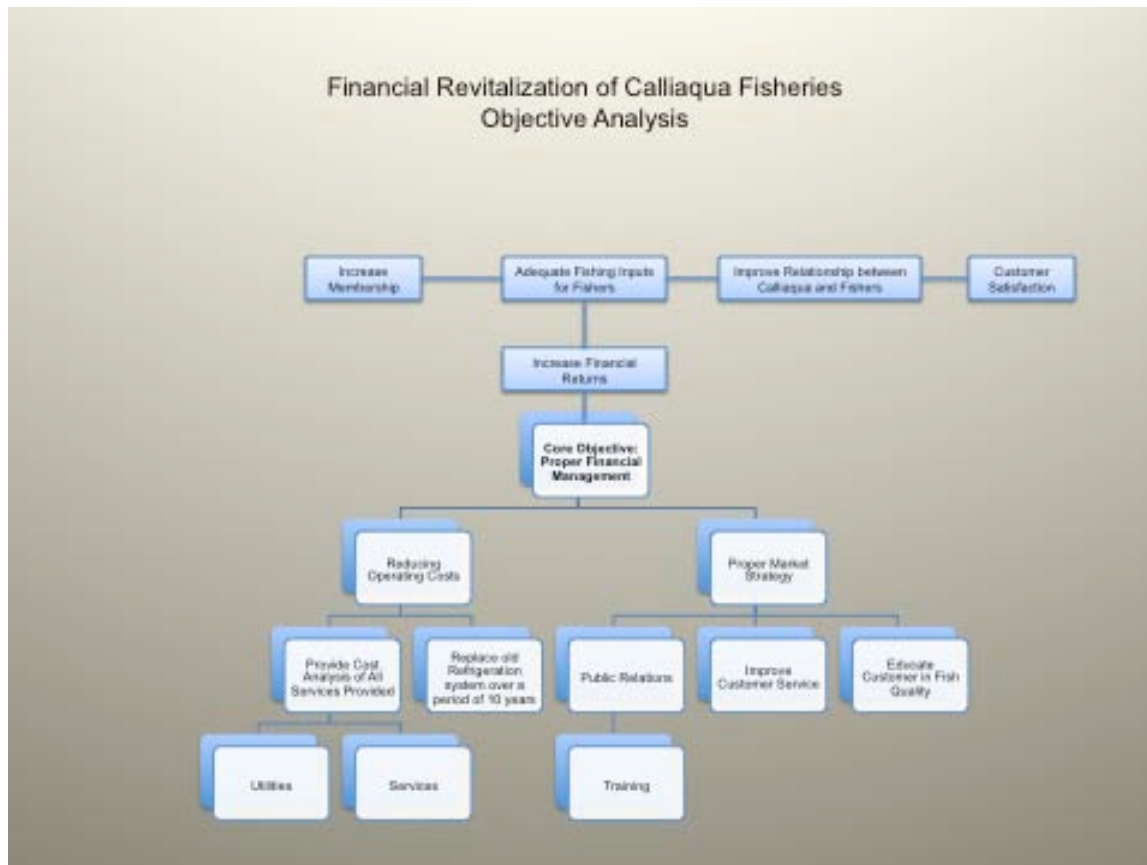 Financial Revitalization of Calliaqua Fisheries
Objective Analysis
Increase
Membership
Adequate Fishing Inputs
for Fishers
Improve Relationship between
Calliaqua and Fishers
Customer
Satisfaction
Increase Financial
Returns
Core Objective:
Proper Financial
Management
Reducing
Operating Costs
Proper Market
Strategy
Provide Cost
Analysis of All
Services Provided
Replace old
Refrigeration
system over a
period of 10 years
Public Relations
Improve
Customer Service
Educate
Customer in Fish
Quality
Utilities
Services
Training